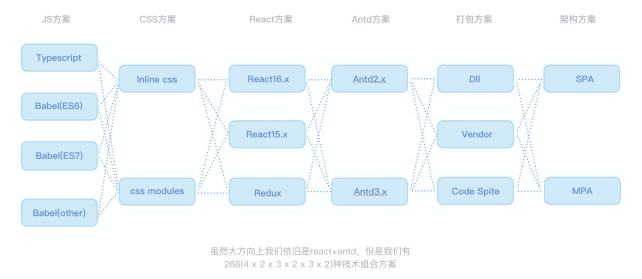 JS方案 CSS方案 React方案 Antd方案 打包方案 架构方案
Typescript
Inline css React16.x Antd2.x Dll SPA
Babel(ES6)
React15.x Vendor
Babel(ES7)
css modules Redux Antd3.x Code Spite MPA
Babel(other)
虽然大方向上我们依旧是react+antd，但是我们有
288(4 x 2 x 3 x 2 x 3 x 2)种技术组合方案